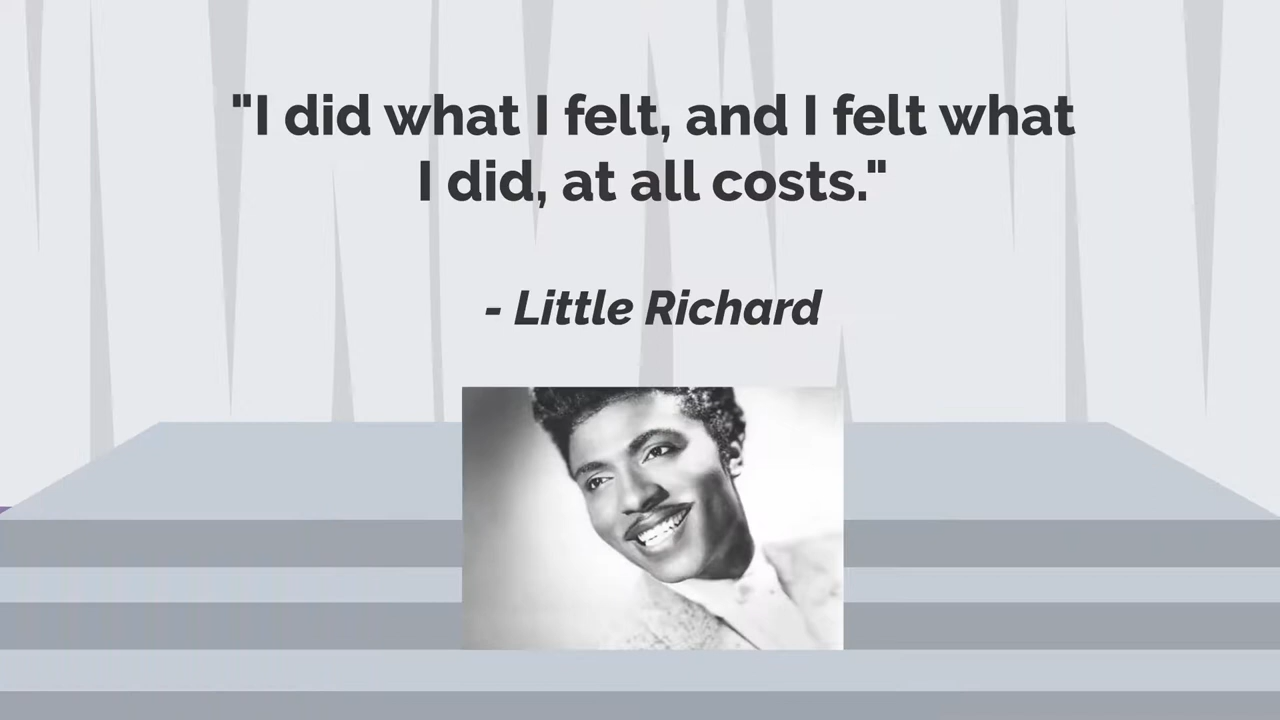 "I did what I felt, and I felt what
I did, at all costs."
- Little Richard